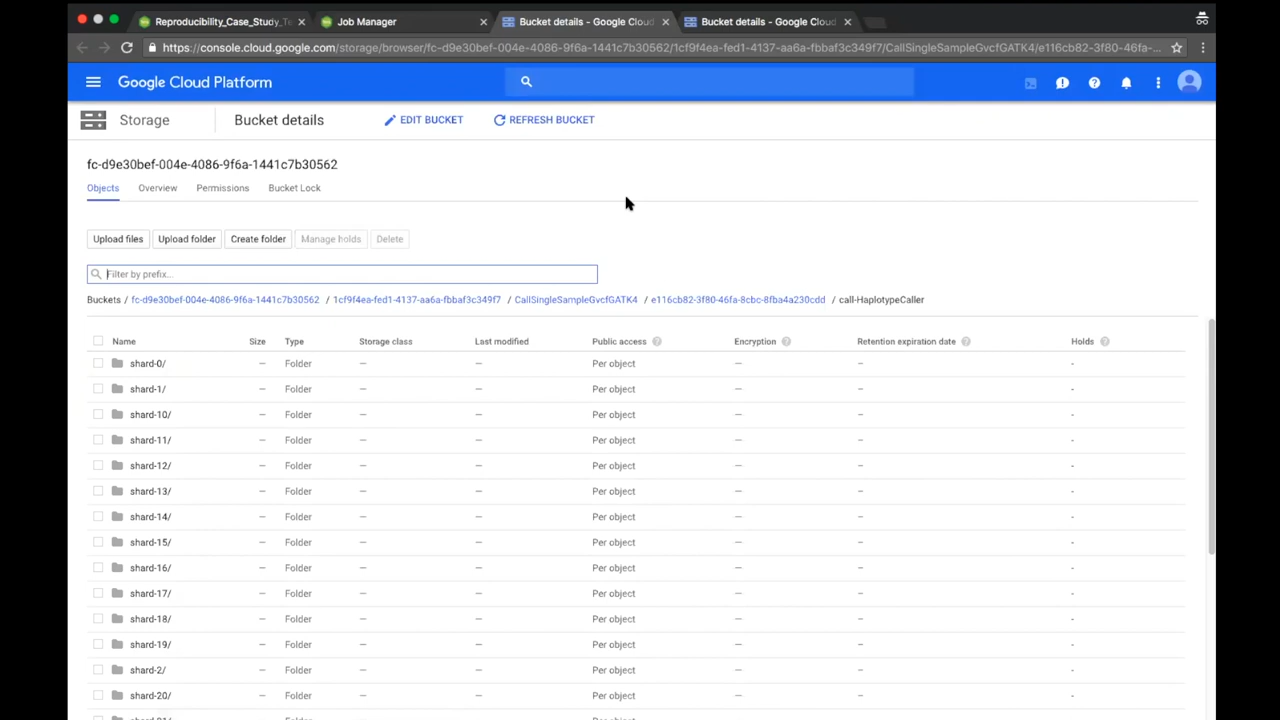 Reproducibility_Case_Study_Te Job Manager Bucket details - Google Cloud Bucket details - Google Cloud
https://console.cloud.google.com/storage/browser/fc-d9e30bef-004e-4086-9f6a-1441c7b30562/1cf9f4ea-fed1-4137-aa6a-fbbaf3c349f7/CallSingleSampleGvcfGATK4/e116cb82-3f80-46fa-...
Google Cloud Platform
Storage Bucket details EDIT BUCKET REFRESH BUCKET
fc-d9e30bef-004e-4086-9f6a-1441c7b30562
Objects Overview Permissions Bucket Lock
Upload files Upload folder Create folder Manage holds Delete
Filter by prefix...
Buckets / fc-d9e30bef-004e-4086-9f6a-1441c7b30562 / 1cf9f4ea-fed1-4137-aa6a-fbbaf3c349f7 / CallSingleSampleGvcfGATK4 / e116cb82-3f80-46fa-8cbc-8fba4a230cdd / call-HaplotypeCaller
Name Size Type Storage class Last modified Public access Encryption Retention expiration date Holds
shard-0/ — Folder — — Per object — — -
shard-1/ — Folder — — Per object — — -
shard-10/ — Folder — — Per object — — -
shard-11/ — Folder — — Per object — — -
shard-12/ — Folder — — Per object — — -
shard-13/ — Folder — — Per object — — -
shard-14/ — Folder — — Per object — — -
shard-15/ — Folder — — Per object — — -
shard-16/ — Folder — — Per object — — -
shard-17/ — Folder — — Per object — — -
shard-18/ — Folder — — Per object — — -
shard-19/ — Folder — — Per object — — -
shard-2/ — Folder — — Per object — — -
shard-20/ — Folder — — Per object — — -